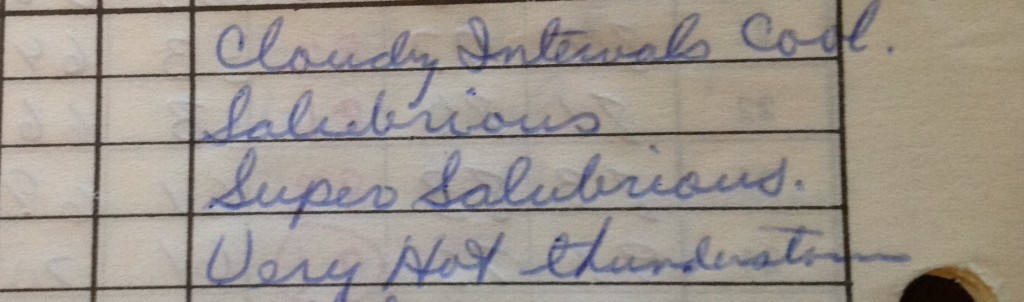 Cloudy Intervals Cool.
Salubrious
Super Salubrious.
Very Hot thunderstorm